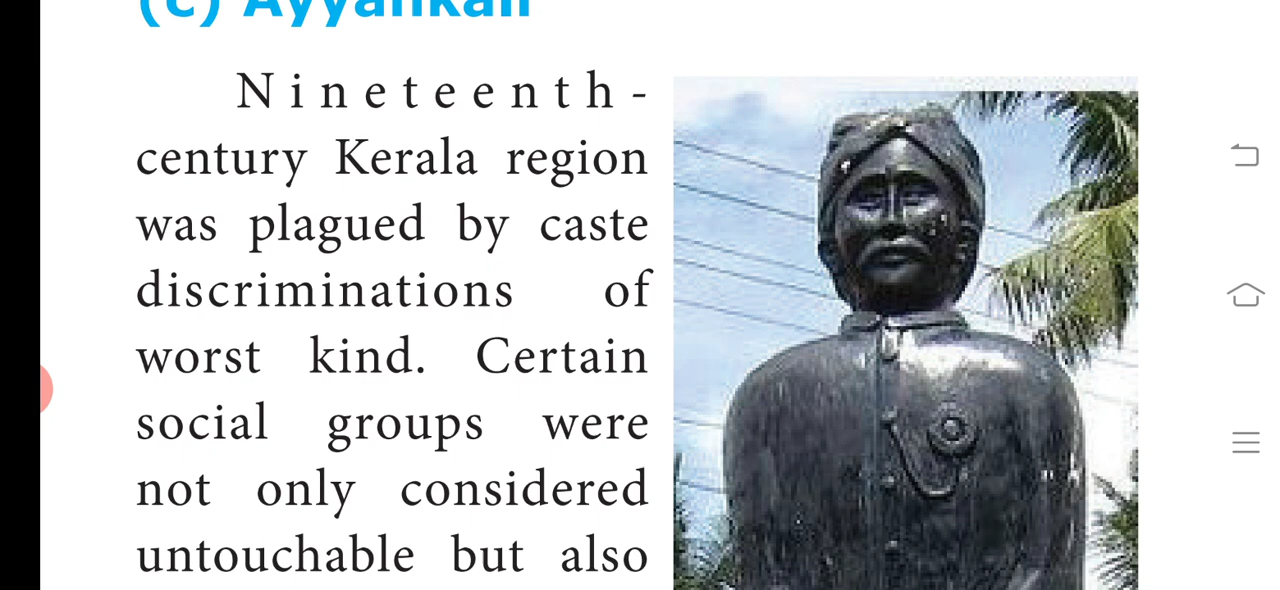 (c) Ayyankali
Nineteenth-
century Kerala region
was plagued by caste
discriminations of
worst kind. Certain
social groups were
not only considered
untouchable but also